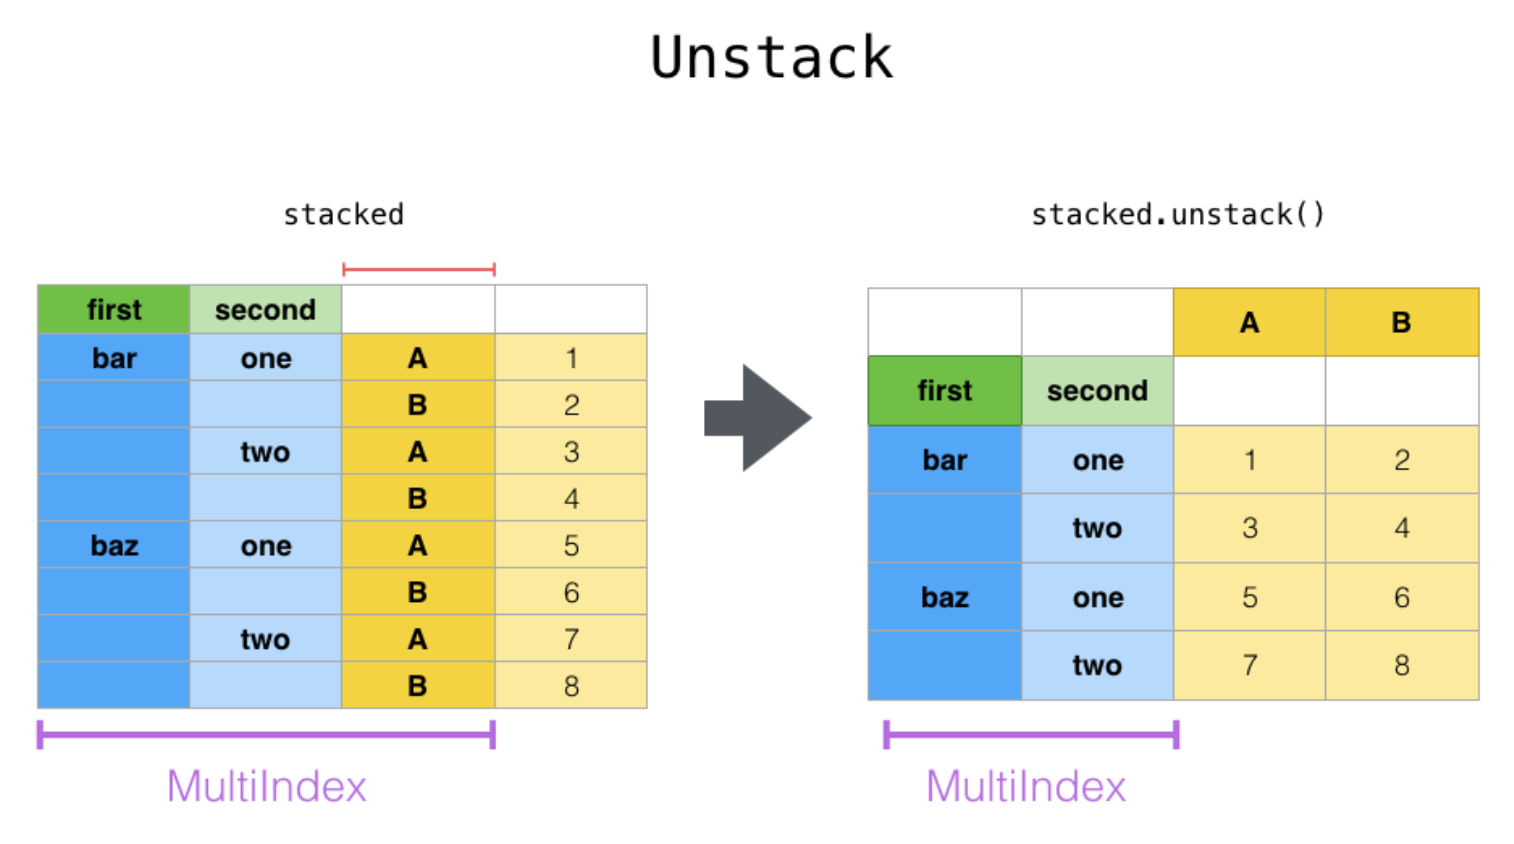 Unstack
stacked
first second
bar one A 1
B 2
two A 3
B 4
baz one A 5
B 6
two A 7
B 8
MultiIndex
stacked.unstack()
A B
first second
bar one 1 2
two 3 4
baz one 5 6
two 7 8
MultiIndex